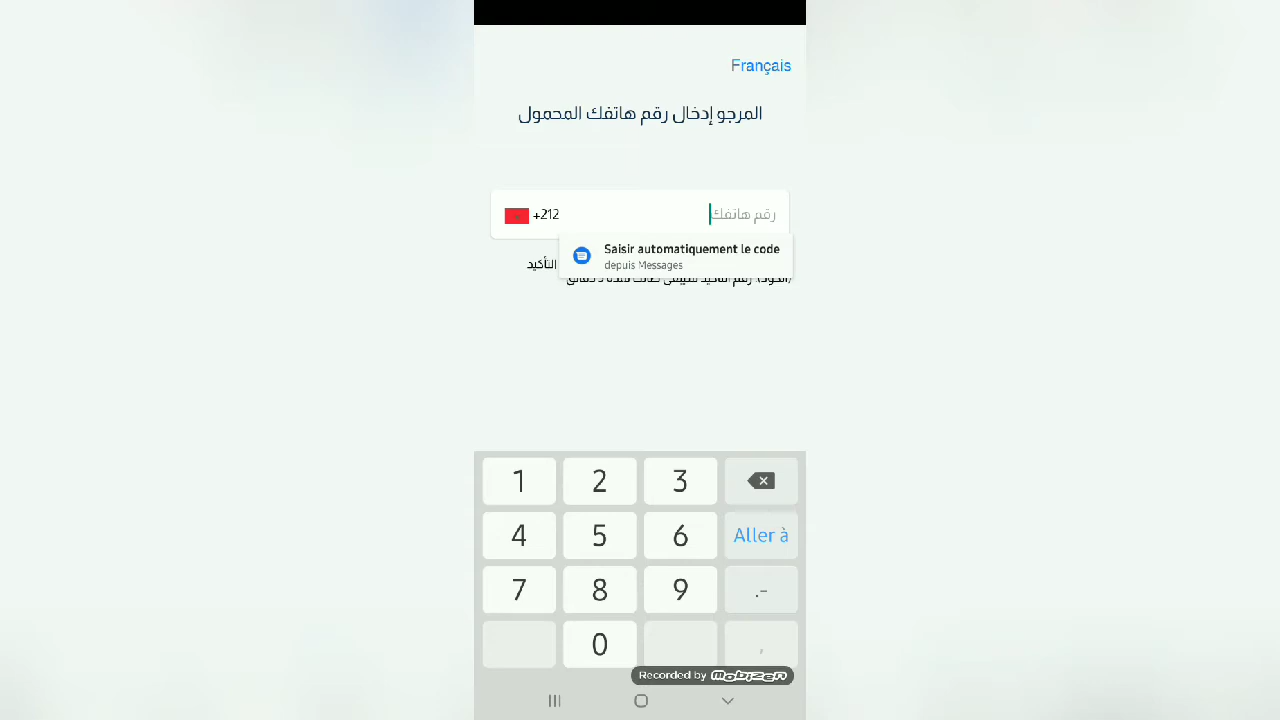 Français
المرجو إدخال رقم هاتفك المحمول
+212
رقم هاتفك
Saisir automatiquement le code
depuis Messages
التأكيد
1 2 3
4 5 6 Aller à
7 8 9 .-
0 ,
Recorded by mobizen